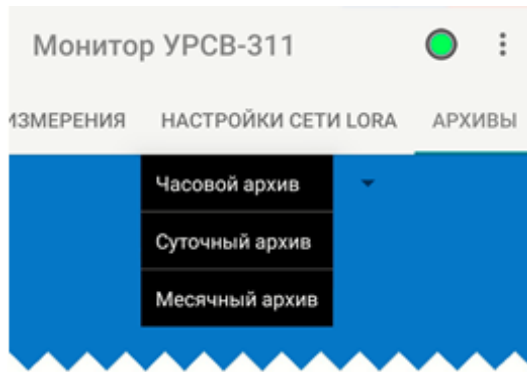 Монитор УРСВ-311
ИЗМЕРЕНИЯ НАСТРОЙКИ СЕТИ LORA АРХИВЫ
Часовой архив
Суточный архив
Месячный архив